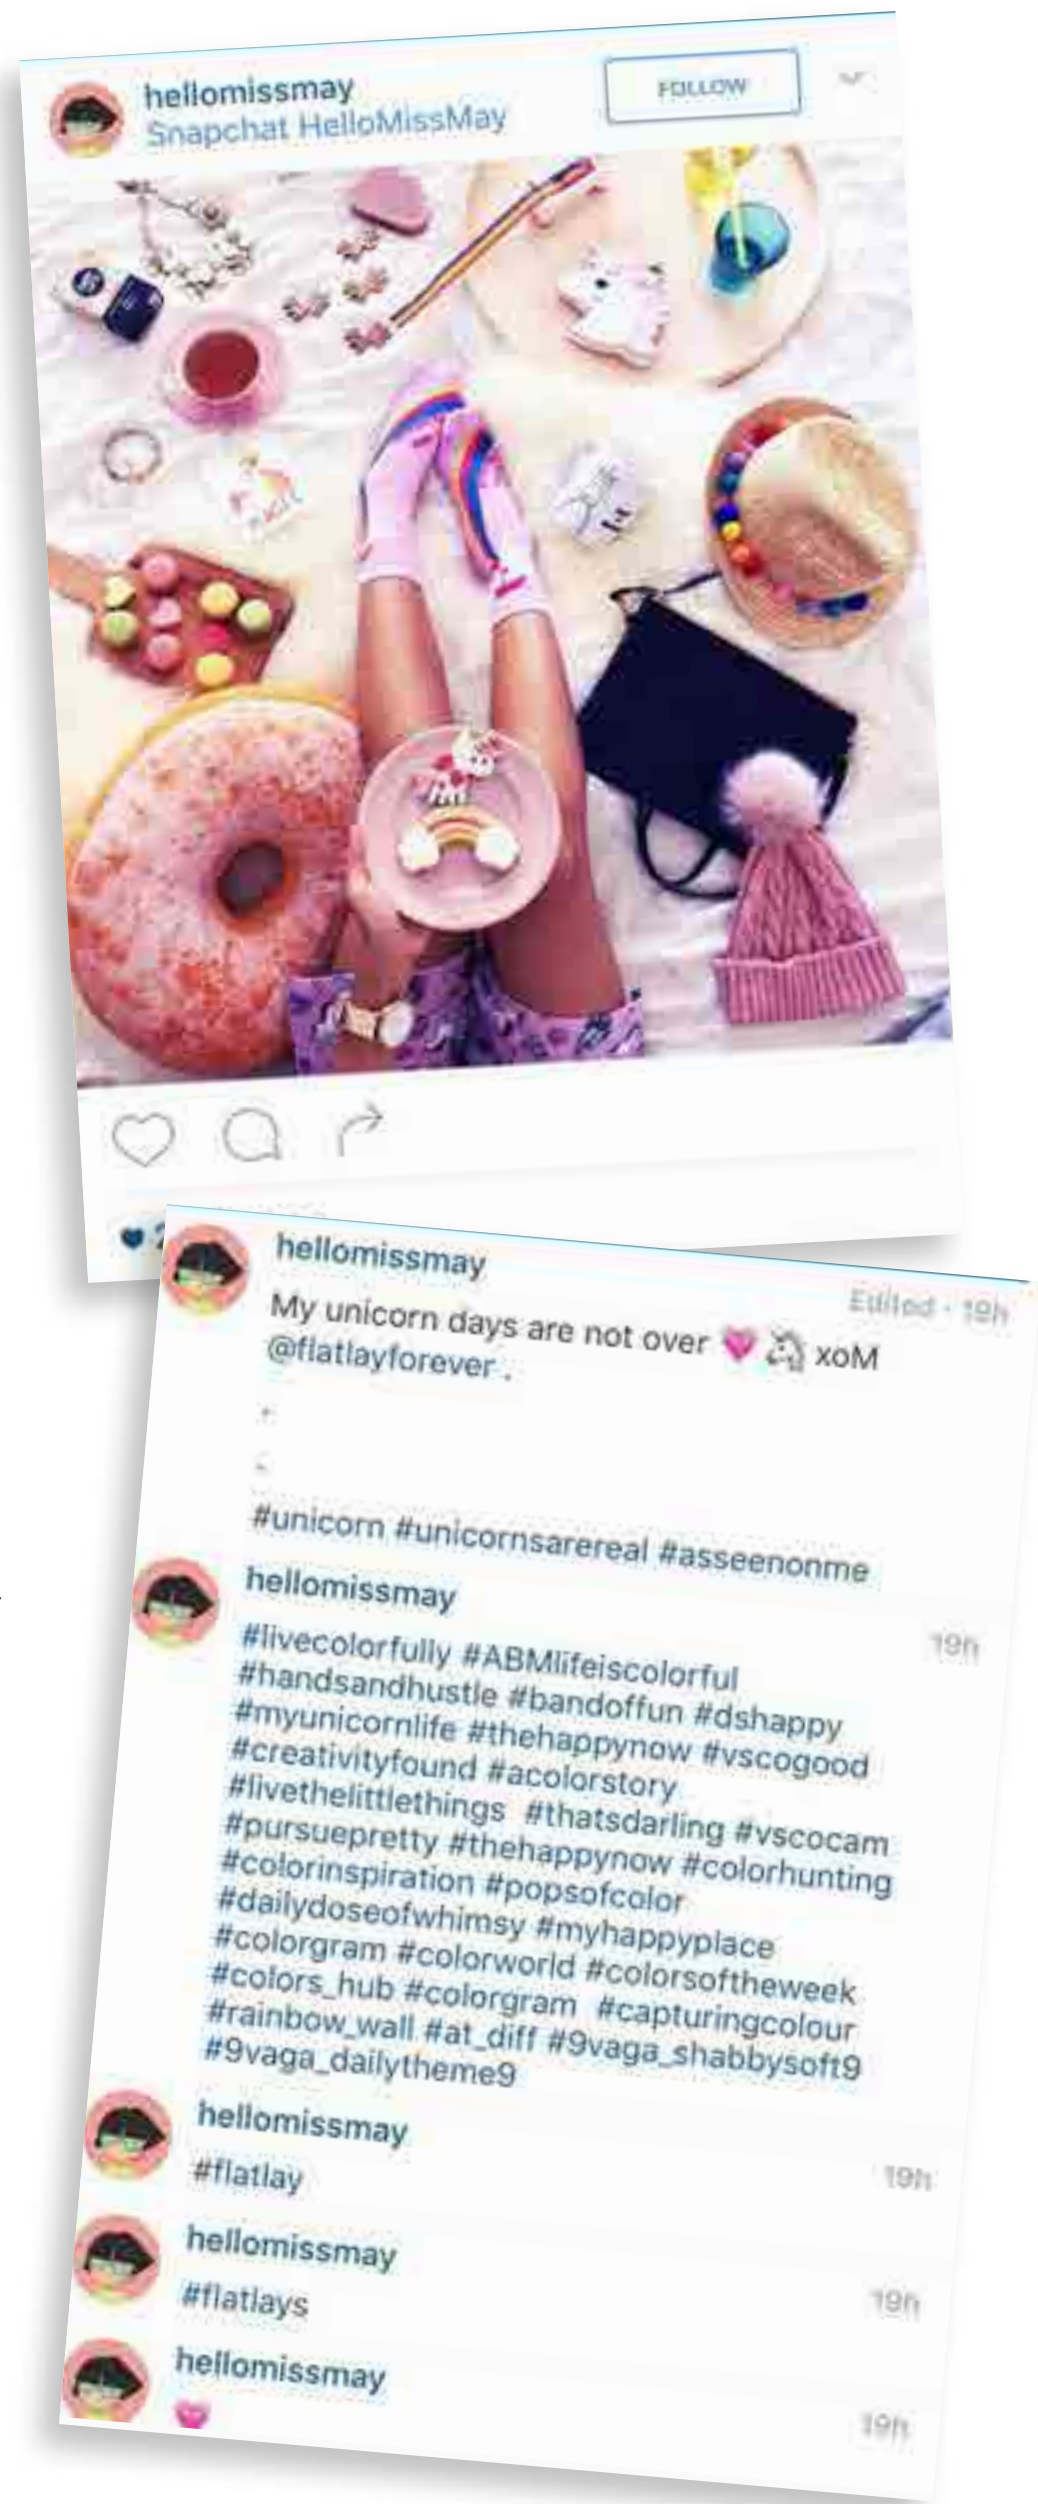 hellomissmay
Snapchat HelloMissMay
FOLLOW
hellomissmay
Edited · 19h
My unicorn days are not over 💗 🦄 xoM
@flatlayforever .
.
.
#unicorn #unicornsarereal #asseenonme
hellomissmay
19h
#livecolorfully #ABMlifeiscolorful
#handsandhustle #bandoffun #dshappy
#myunicornlife #thehappynow #vscogood
#creativityfound #acolorstory
#livethelittlethings #thatsdarling #vscocam
#pursuepretty #thehappynow #colorhunting
#colorinspiration #popsofcolor
#dailydoseofwhimsy #myhappyplace
#colorgram #colorworld #colorsoftheweek
#colors_hub #colorgram #capturingcolour
#rainbow_wall #at_diff #9vaga_shabbysoft9
#9vaga_dailytheme9
hellomissmay
19h
#flatlay
hellomissmay
19h
#flatlays
hellomissmay
19h
💗